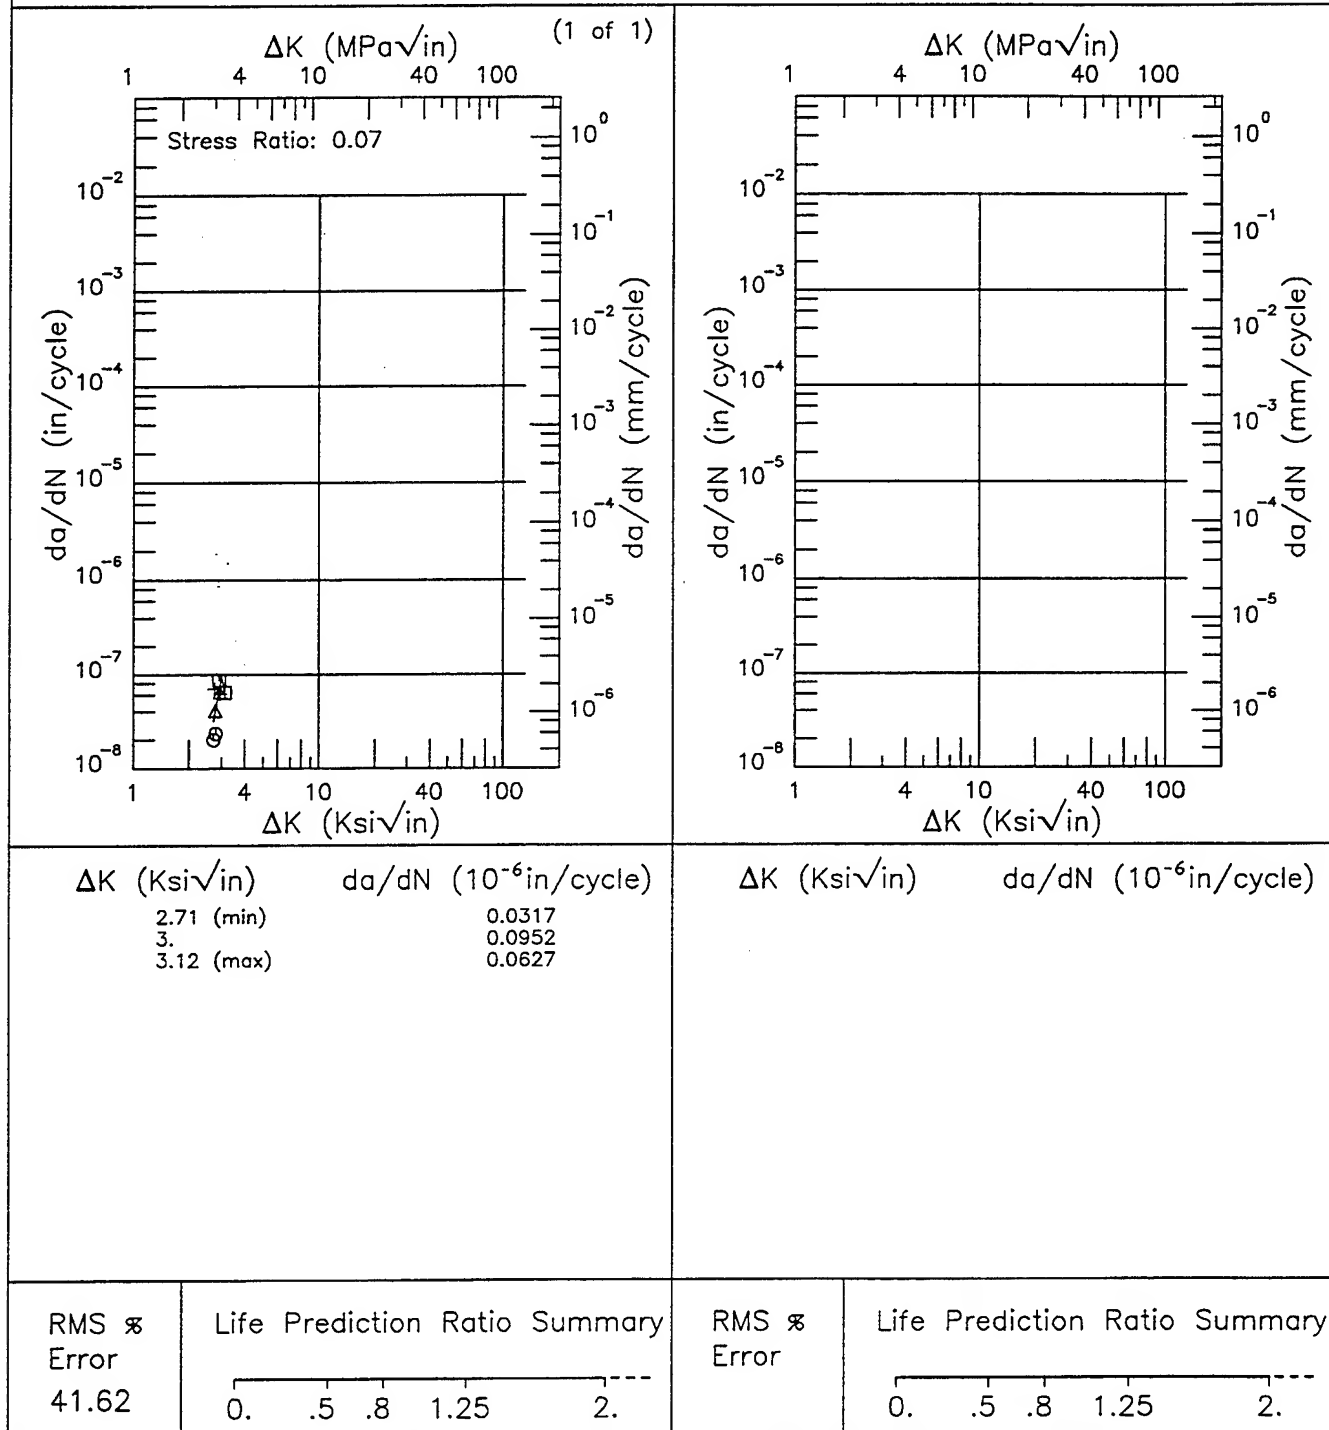 (1 of 1)
ΔK (MPa√in)
1 4 10 40 100
Stress Ratio: 0.07
10⁰
10⁻²
10⁻¹
10⁻³
10⁻²
10⁻⁴
10⁻³
10⁻⁵
10⁻⁴
10⁻⁶
10⁻⁵
10⁻⁷
10⁻⁶
10⁻⁸
da/dN (in/cycle)
da/dN (mm/cycle)
1 4 10 40 100
ΔK (Ksi√in)
ΔK (MPa√in)
1 4 10 40 100
10⁰
10⁻²
10⁻¹
10⁻³
10⁻²
10⁻⁴
10⁻³
10⁻⁵
10⁻⁴
10⁻⁶
10⁻⁵
10⁻⁷
10⁻⁶
10⁻⁸
da/dN (in/cycle)
da/dN (mm/cycle)
1 4 10 40 100
ΔK (Ksi√in)
ΔK (Ksi√in) da/dN (10⁻⁶in/cycle)
2.71 (min) 0.0317
3. 0.0952
3.12 (max) 0.0627
ΔK (Ksi√in) da/dN (10⁻⁶in/cycle)
RMS %
Error
41.62
Life Prediction Ratio Summary
0. .5 .8 1.25 2.
RMS %
Error
Life Prediction Ratio Summary
0. .5 .8 1.25 2.